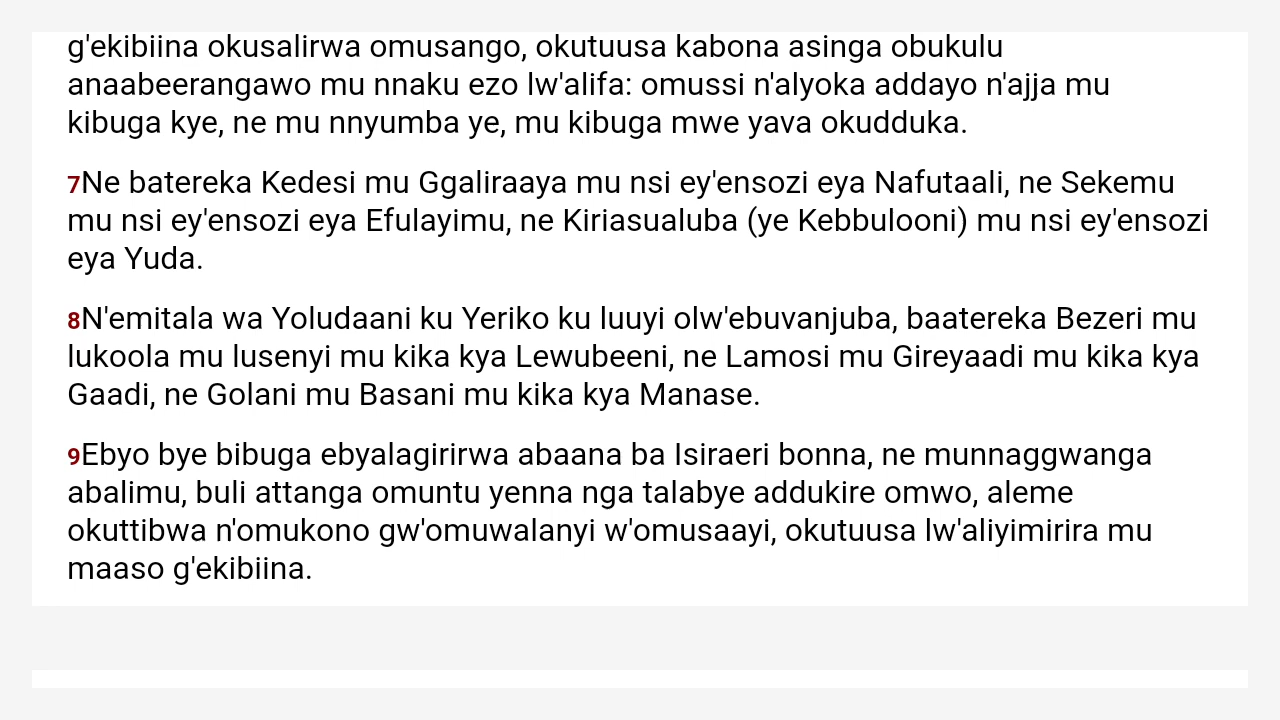 g'ekibiina okusalirwa omusango, okutuusa kabona asinga obukulu
anaabeerangawo mu nnaku ezo lw'alifa: omussi n'alyoka addayo n'ajja mu
kibuga kye, ne mu nnyumba ye, mu kibuga mwe yava okudduka.
7Ne batereka Kedesi mu Ggaliraaya mu nsi ey'ensozi eya Nafutaali, ne Sekemu
mu nsi ey'ensozi eya Efulayimu, ne Kiriasualuba (ye Kebbulooni) mu nsi ey'ensozi
eya Yuda.
8N'emitala wa Yoludaani ku Yeriko ku luuyi olw'ebuvanjuba, baatereka Bezeri mu
lukoola mu lusenyi mu kika kya Lewubeeni, ne Lamosi mu Gireyaadi mu kika kya
Gaadi, ne Golani mu Basani mu kika kya Manase.
9Ebyo bye bibuga ebyalagirirwa abaana ba Isiraeri bonna, ne munnaggwanga
abalimu, buli attanga omuntu yenna nga talabye addukire omwo, aleme
okuttibwa n'omukono gw'omuwalanyi w'omusaayi, okutuusa lw'aliyimirira mu
maaso g'ekibiina.